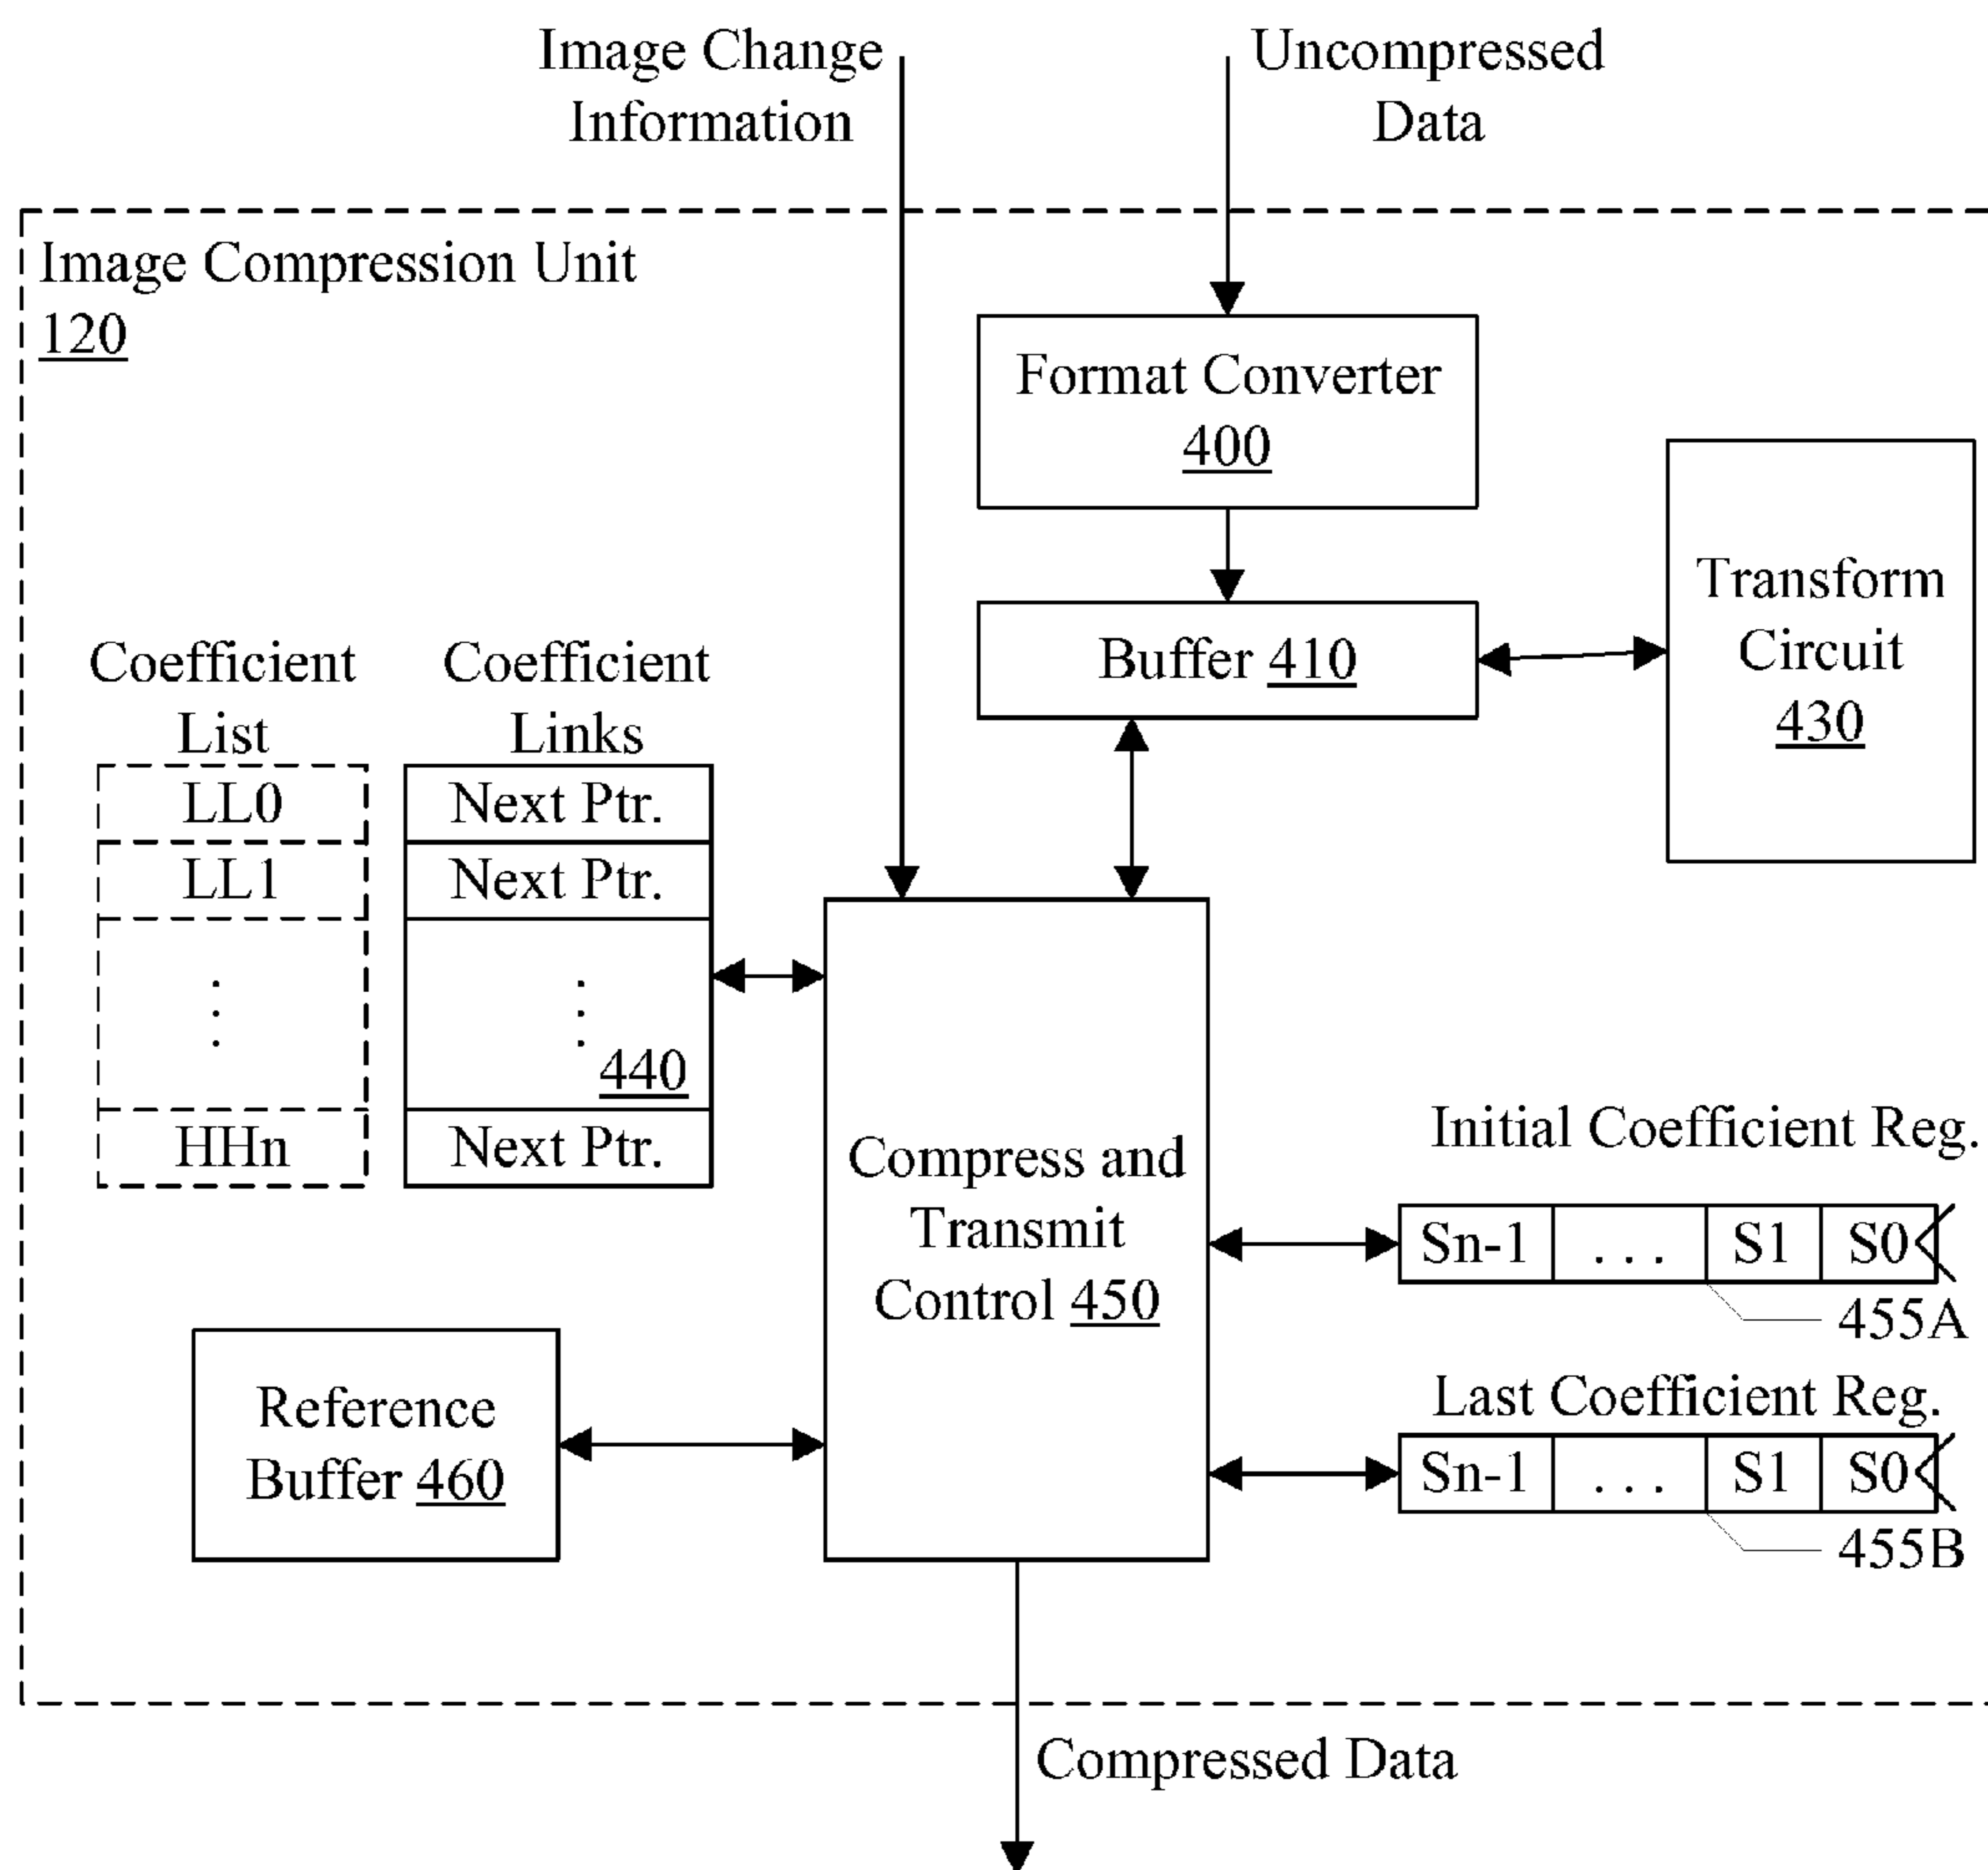 Image Change
Information
Uncompressed
Data
Image Compression Unit
120
Format Converter
400
Transform
Circuit
430
Buffer 410
Coefficient
List
Coefficient
Links
LL0
Next Ptr.
LL1
Next Ptr.
.
.
.
.
.
.
440
HHn
Next Ptr.
Compress and
Transmit
Control 450
Initial Coefficient Reg.
Sn-1 . . . S1 S0
455A
Reference
Buffer 460
Last Coefficient Reg.
Sn-1 . . . S1 S0
455B
Compressed Data